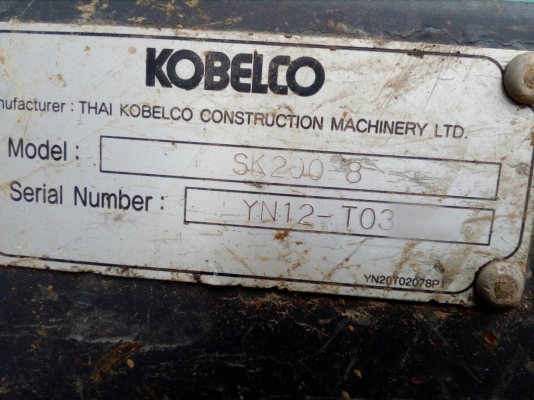 KOBELCO
nufacturer : THAI KOBELCO CONSTRUCTION MACHINERY LTD.
Model : SK200-8
Serial Number : YN12-T03
YN20T02078P1